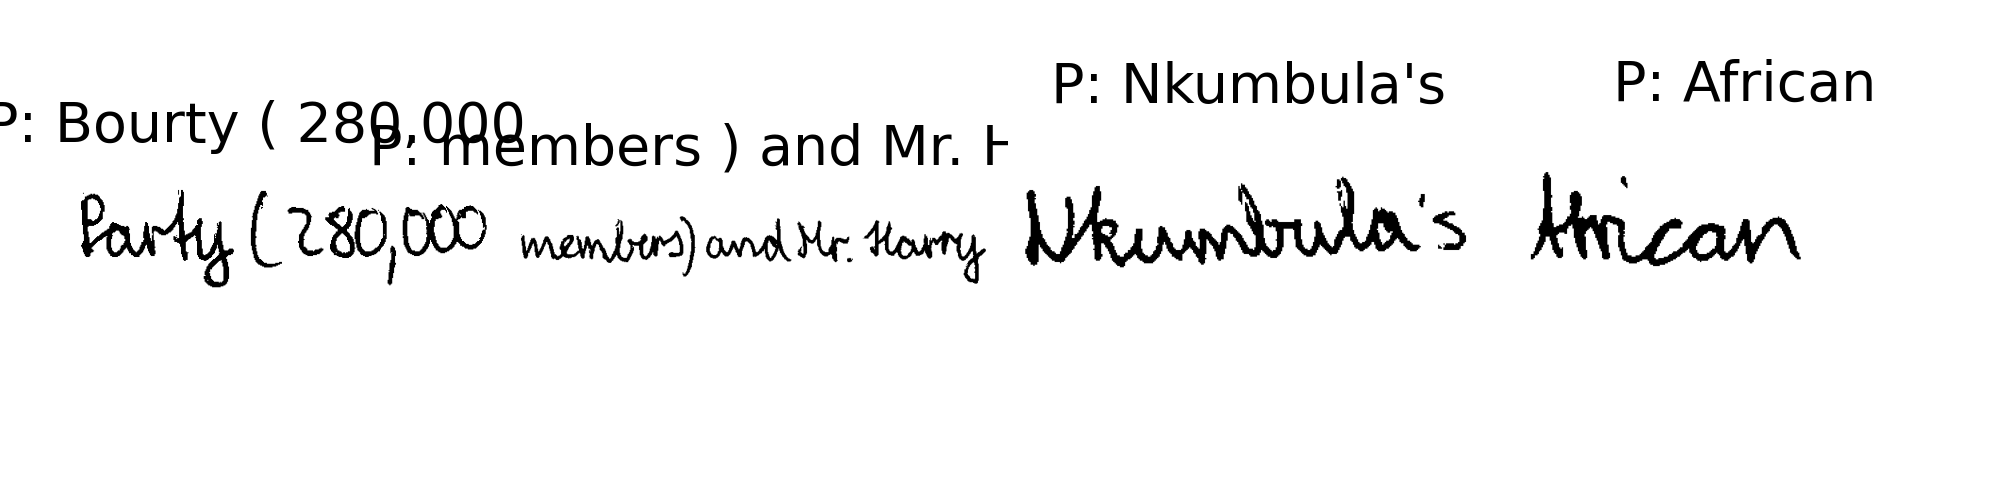 P: Nkumbula's P: African
P: Bourty ( 280,000 P: members ) and Mr. H
Party (280,000 members) and Mr. Harry Nkumbula's African